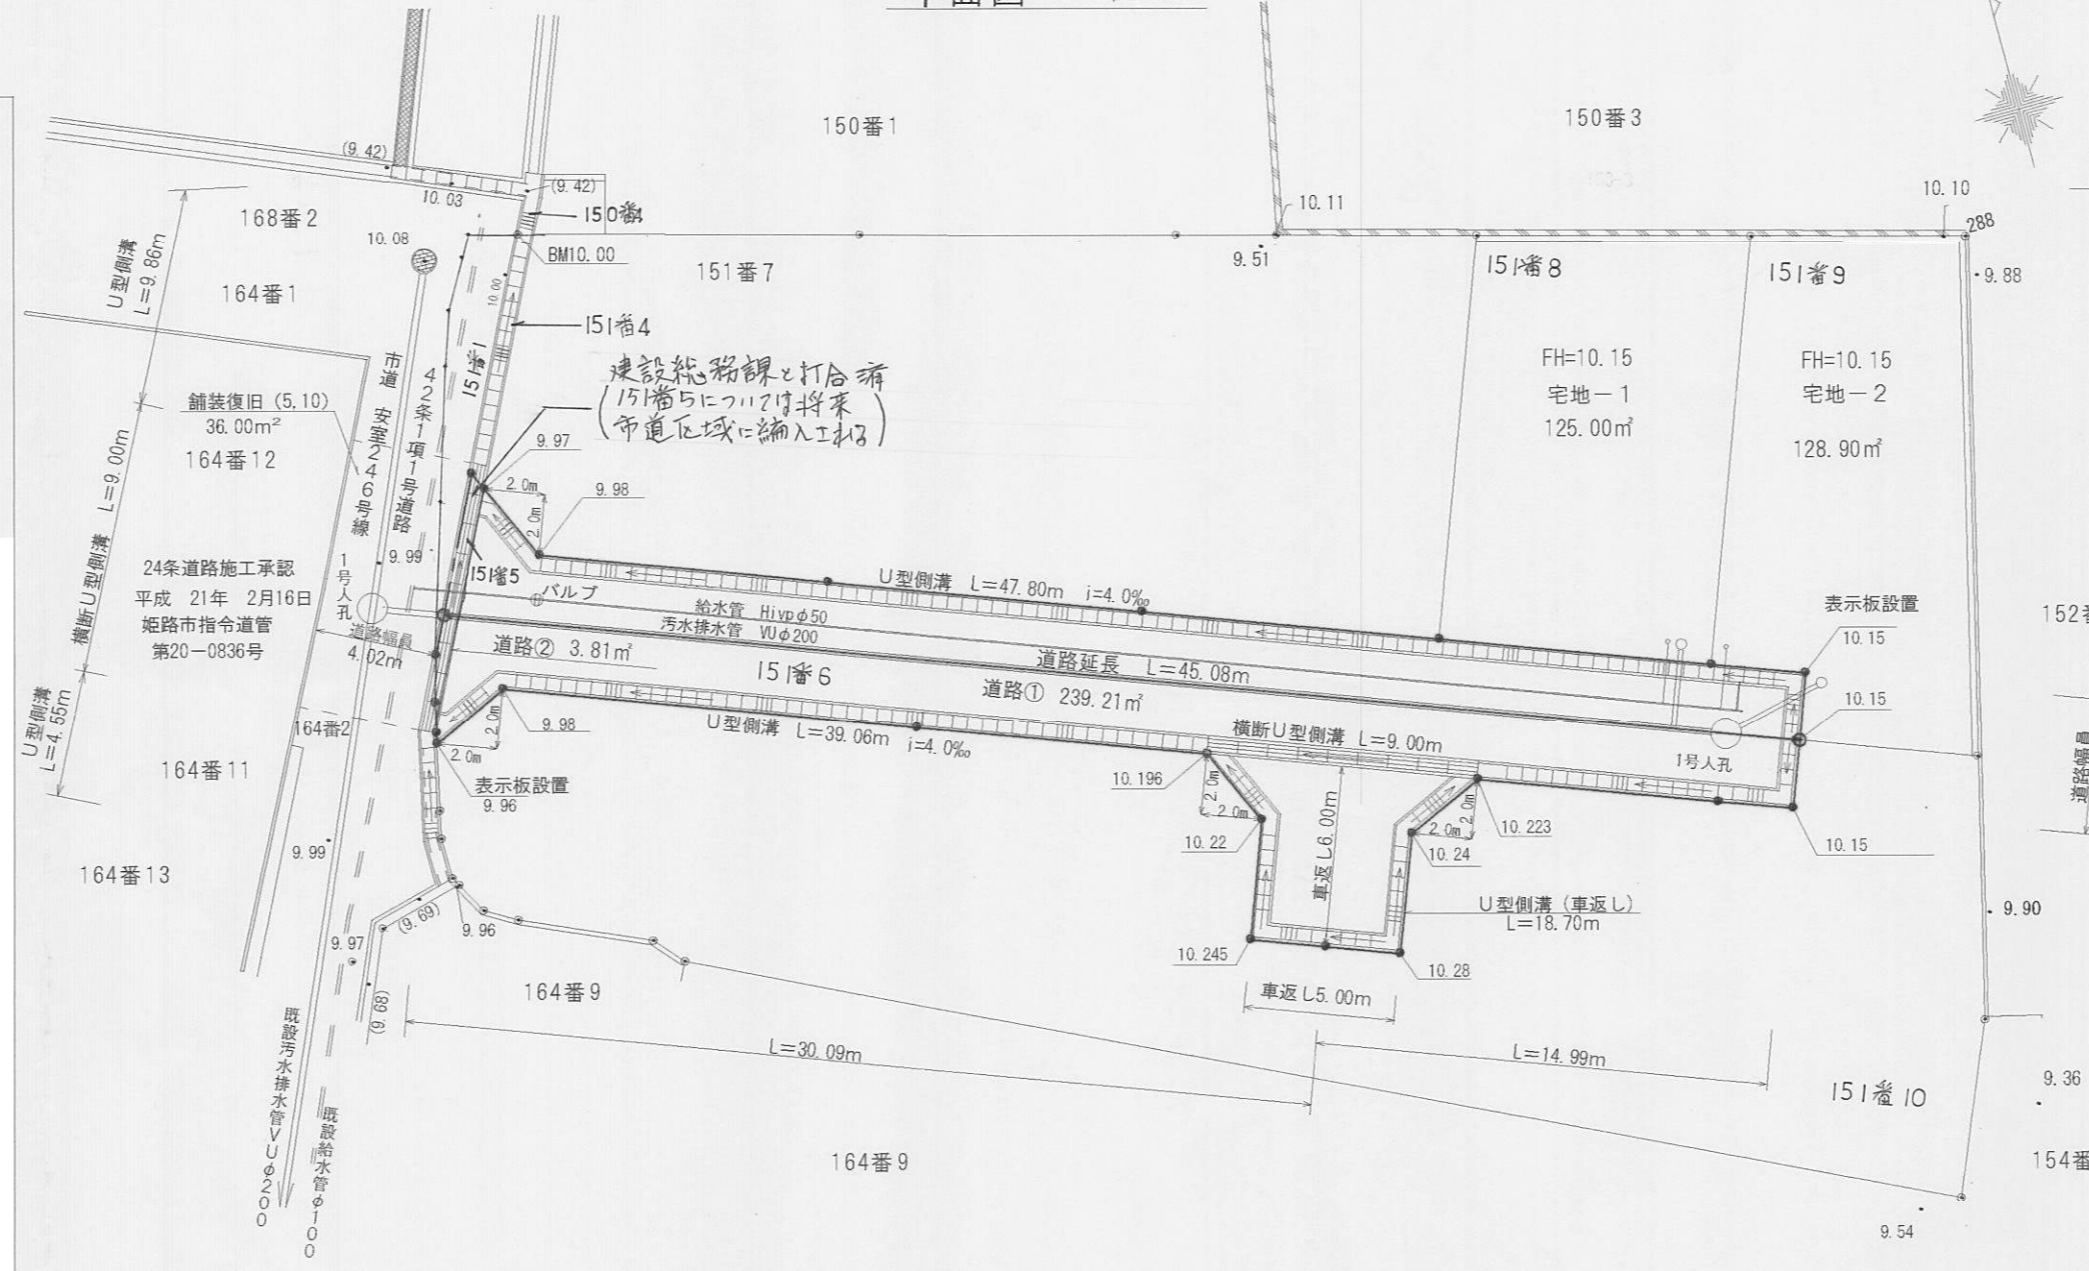 150番1
150番3
(9.42)
10.03
(9.42)
150番4
168番2
10.08
BM10.00
10.11
10.10
288
9.51
9.88
U型側溝
L=9.86m
164番1
151番7
151番8
151番9
10.00
151番4
151番1
建設総務課と打合済
(151番5については将来
市道区域に編入される)
FH=10.15
宅地-1
125.00㎡
FH=10.15
宅地-2
128.90㎡
市道 安室246号線
42条1項1号道路
舗装復旧 (5,10)
36.00m²
164番12
横断U型側溝 L=9.00m
9.97
2.0m
2.0m
9.98
24条道路施工承認
平成 21年 2月16日
姫路市指令道管
第20-0836号
1号人孔
9.99
151番5
バルブ
U型側溝 L=47.80m i=4.0‰
給水管 Hivpφ50
汚水排水管 VUφ200
表示板設置
10.15
152番
道路幅員
4.02m
道路② 3.81㎡
151番6
道路延長 L=45.08m
道路① 239.21㎡
10.15
U型側溝
L=4.55m
164番2
164番11
2.0m
2.0m
9.98
U型側溝 L=39.06m i=4.0‰
横断U型側溝 L=9.00m
1号人孔
道路幅員
表示板設置
9.96
10.196
2.0m
2.0m
10.22
車返し6.00m
2.0m
2.0m
10.223
10.24
10.15
164番13
9.99
(9.69)
9.96
9.97
(9.68)
U型側溝 (車返し)
L=18.70m
9.90
10.245
10.28
164番9
車返し5.00m
L=30.09m
L=14.99m
既設汚水排水管VUφ200
既設給水管φ100
151番10
9.36
164番9
154番
9.54